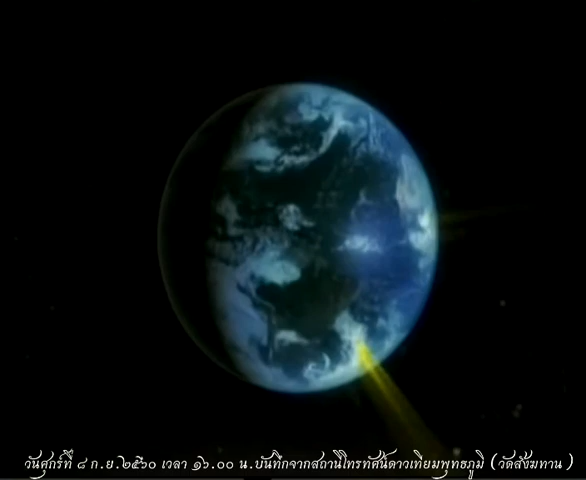 วันศุกร์ที่ ๘ ก.ย.๒๕๖๐ เวลา ๑๖.๐๐ น.บันทึกจากสถานีโทรทัศน์ดาวเทียมพุทธภูมิ (วัดสังฆทาน)